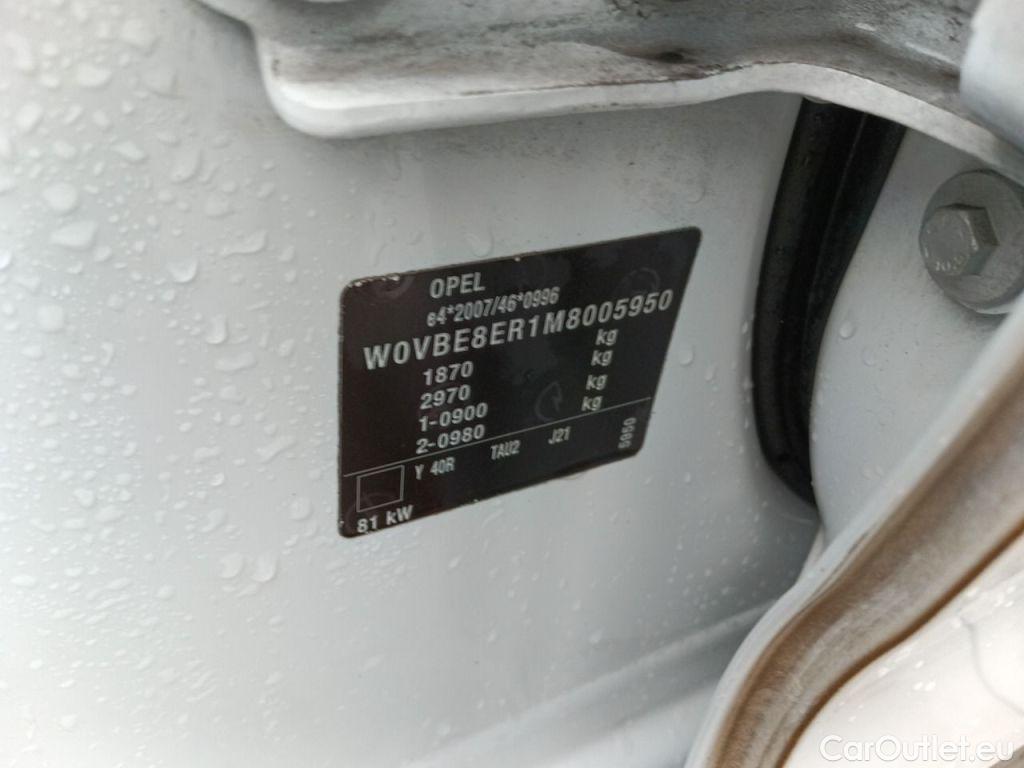 OPEL
e4*2007/46*0996
W0VBE8ER1M8005950
1870 kg
2970 kg
1-0900 kg
2-0980 kg
Y 40R TAU2 J21 5950
81 kW
CarOutlet.eu